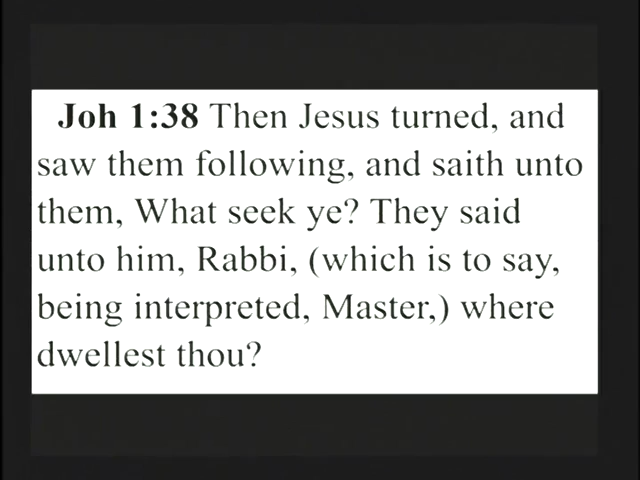 Joh 1:38 Then Jesus turned, and
saw them following, and saith unto
them, What seek ye? They said
unto him, Rabbi, (which is to say,
being interpreted, Master,) where
dwellest thou?